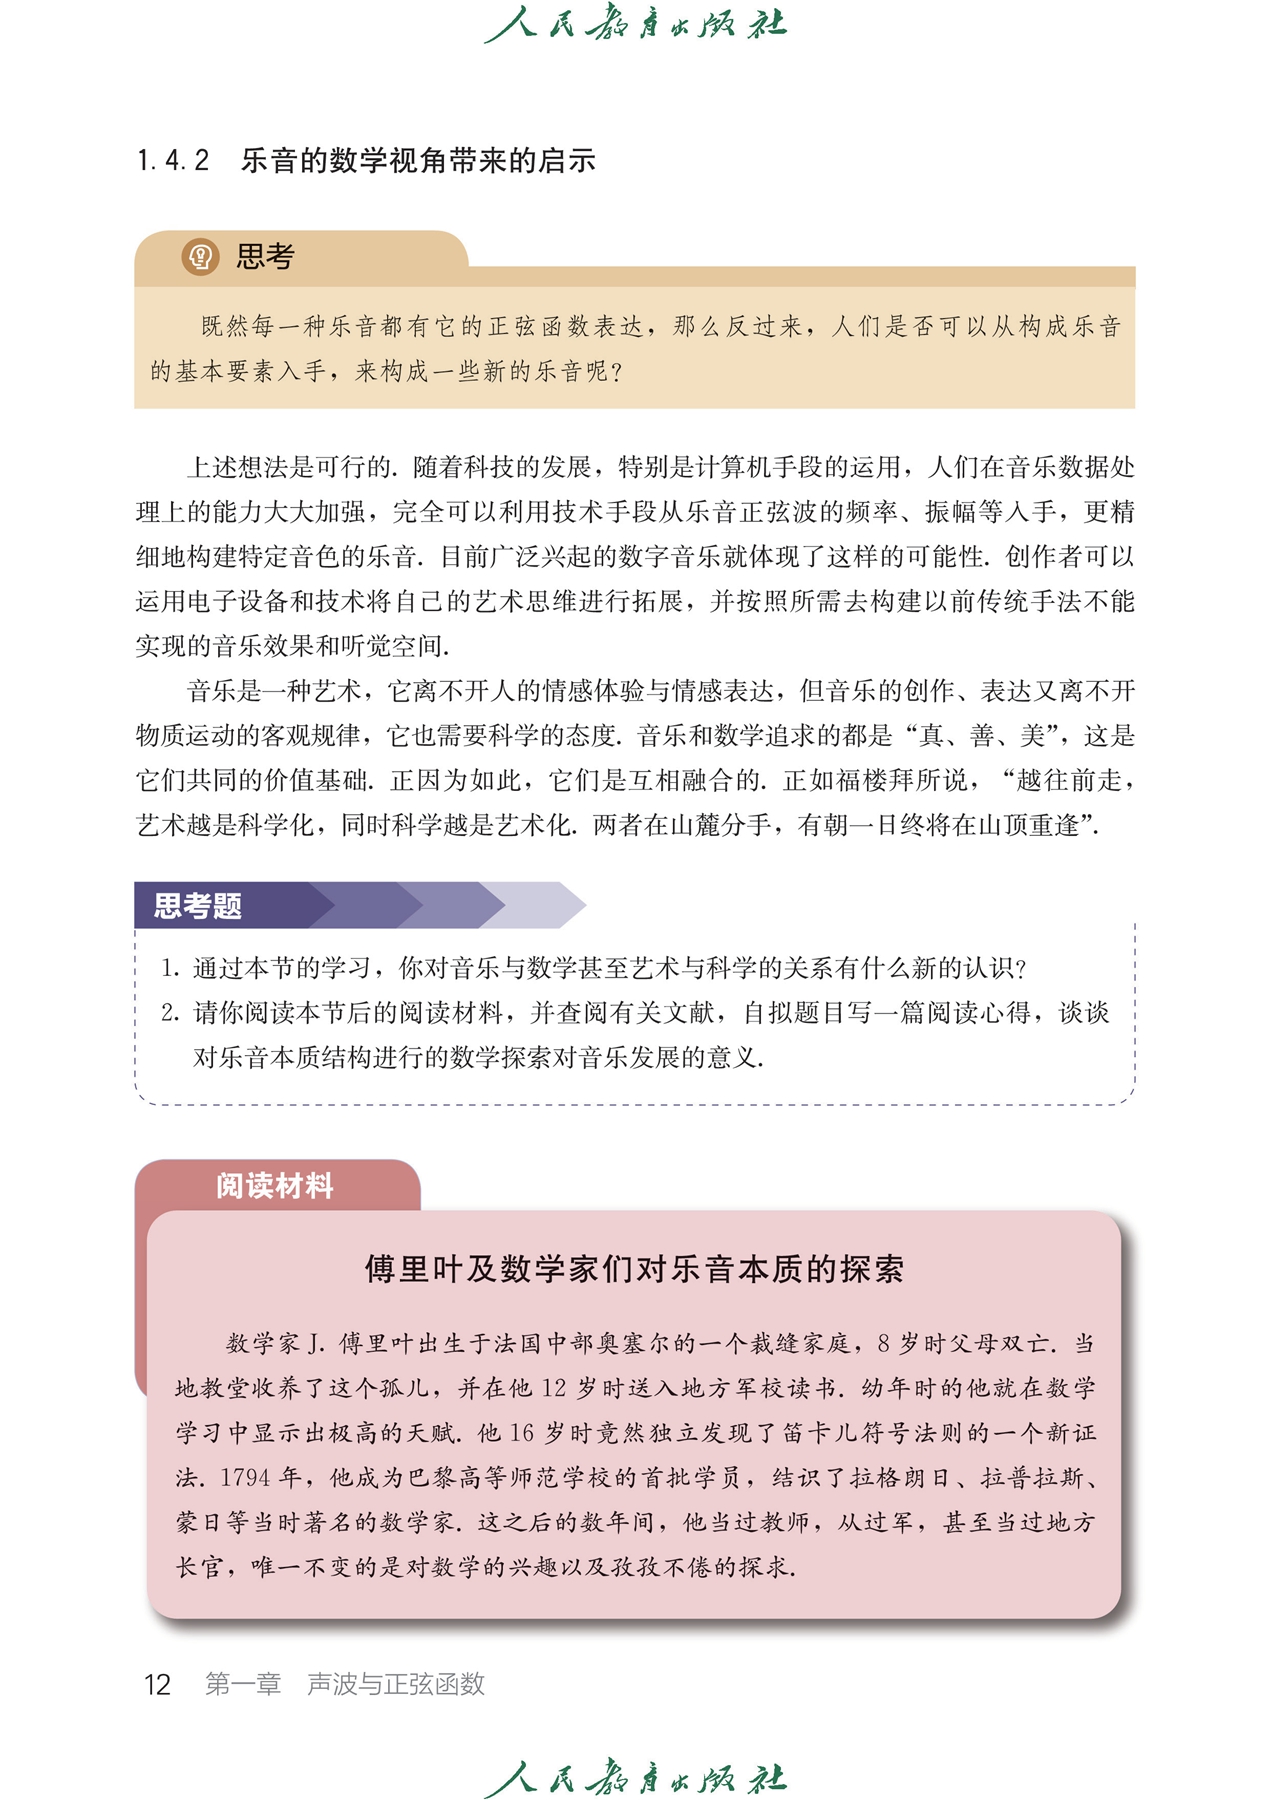 人民教育出版社
1.4.2 乐音的数学视角带来的启示
思考
既然每一种乐音都有它的正弦函数表达，那么反过来，人们是否可以从构成乐音
的基本要素入手，来构成一些新的乐音呢？
上述想法是可行的. 随着科技的发展，特别是计算机手段的运用，人们在音乐数据处
理上的能力大大加强，完全可以利用技术手段从乐音正弦波的频率、振幅等入手，更精
细地构建特定音色的乐音. 目前广泛兴起的数字音乐就体现了这样的可能性. 创作者可以
运用电子设备和技术将自己的艺术思维进行拓展，并按照所需去构建以前传统手法不能
实现的音乐效果和听觉空间.
音乐是一种艺术，它离不开人的情感体验与情感表达，但音乐的创作、表达又离不开
物质运动的客观规律，它也需要科学的态度. 音乐和数学追求的都是“真、善、美”，这是
它们共同的价值基础. 正因为如此，它们是互相融合的. 正如福楼拜所说，“越往前走，
艺术越是科学化，同时科学越是艺术化. 两者在山麓分手，有朝一日终将在山顶重逢”.
思考题
1. 通过本节的学习，你对音乐与数学甚至艺术与科学的关系有什么新的认识？
2. 请你阅读本节后的阅读材料，并查阅有关文献，自拟题目写一篇阅读心得，谈谈
对乐音本质结构进行的数学探索对音乐发展的意义.
阅读材料
傅里叶及数学家们对乐音本质的探索
数学家 J. 傅里叶出生于法国中部奥塞尔的一个裁缝家庭，8 岁时父母双亡. 当
地教堂收养了这个孤儿，并在他 12 岁时送入地方军校读书. 幼年时的他就在数学
学习中显示出极高的天赋. 他 16 岁时竟然独立发现了笛卡儿符号法则的一个新证
法. 1794 年，他成为巴黎高等师范学校的首批学员，结识了拉格朗日、拉普拉斯、
蒙日等当时著名的数学家. 这之后的数年间，他当过教师，从过军，甚至当过地方
长官，唯一不变的是对数学的兴趣以及孜孜不倦的探求.
12 第一章 声波与正弦函数
人民教育出版社